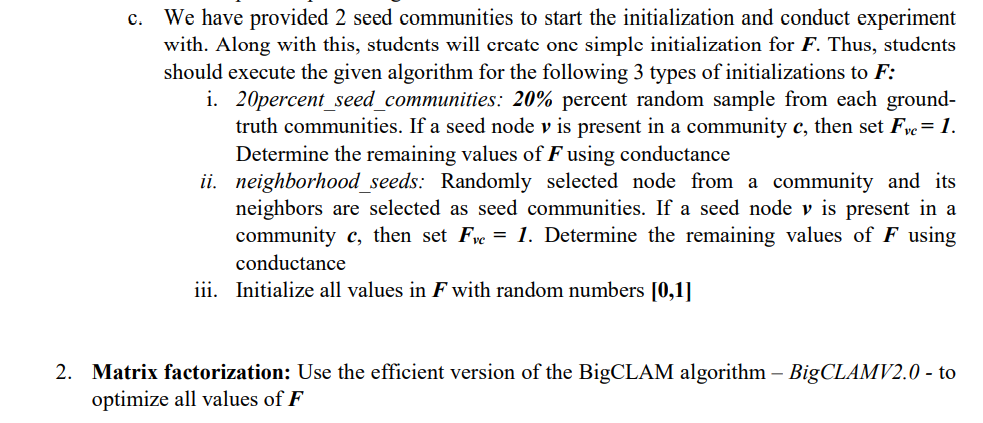 c. We have provided 2 seed communities to start the initialization and conduct experiment
with. Along with this, students will create one simple initialization for F. Thus, students
should execute the given algorithm for the following 3 types of initializations to F:
i. 20percent_seed_communities: 20% percent random sample from each ground-
truth communities. If a seed node v is present in a community c, then set Fvc = 1.
Determine the remaining values of F using conductance
ii. neighborhood_seeds: Randomly selected node from a community and its
neighbors are selected as seed communities. If a seed node v is present in a
community c, then set Fvc = 1. Determine the remaining values of F using
conductance
iii. Initialize all values in F with random numbers [0,1]
2. Matrix factorization: Use the efficient version of the BigCLAM algorithm – BigCLAMV2.0 - to
optimize all values of F